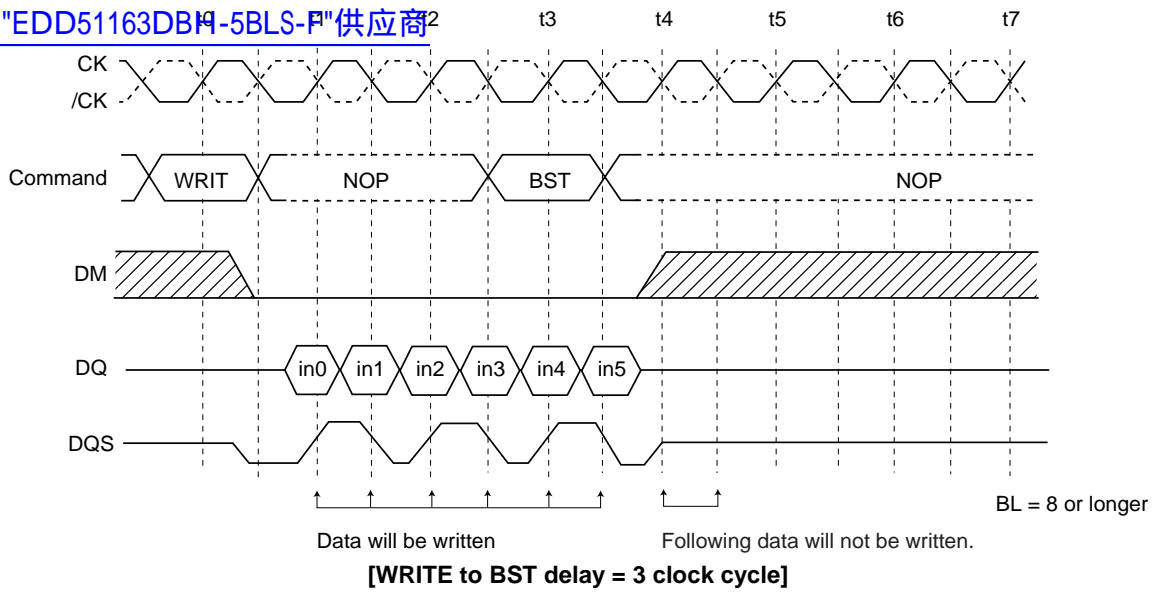 "EDD51163DBH-5BLS-F"供应商
t0 t1 t2 t3 t4 t5 t6 t7
CK
/CK
Command WRIT NOP BST NOP
DM
DQ in0 in1 in2 in3 in4 in5
DQS
BL = 8 or longer
Data will be written Following data will not be written.
[WRITE to BST delay = 3 clock cycle]